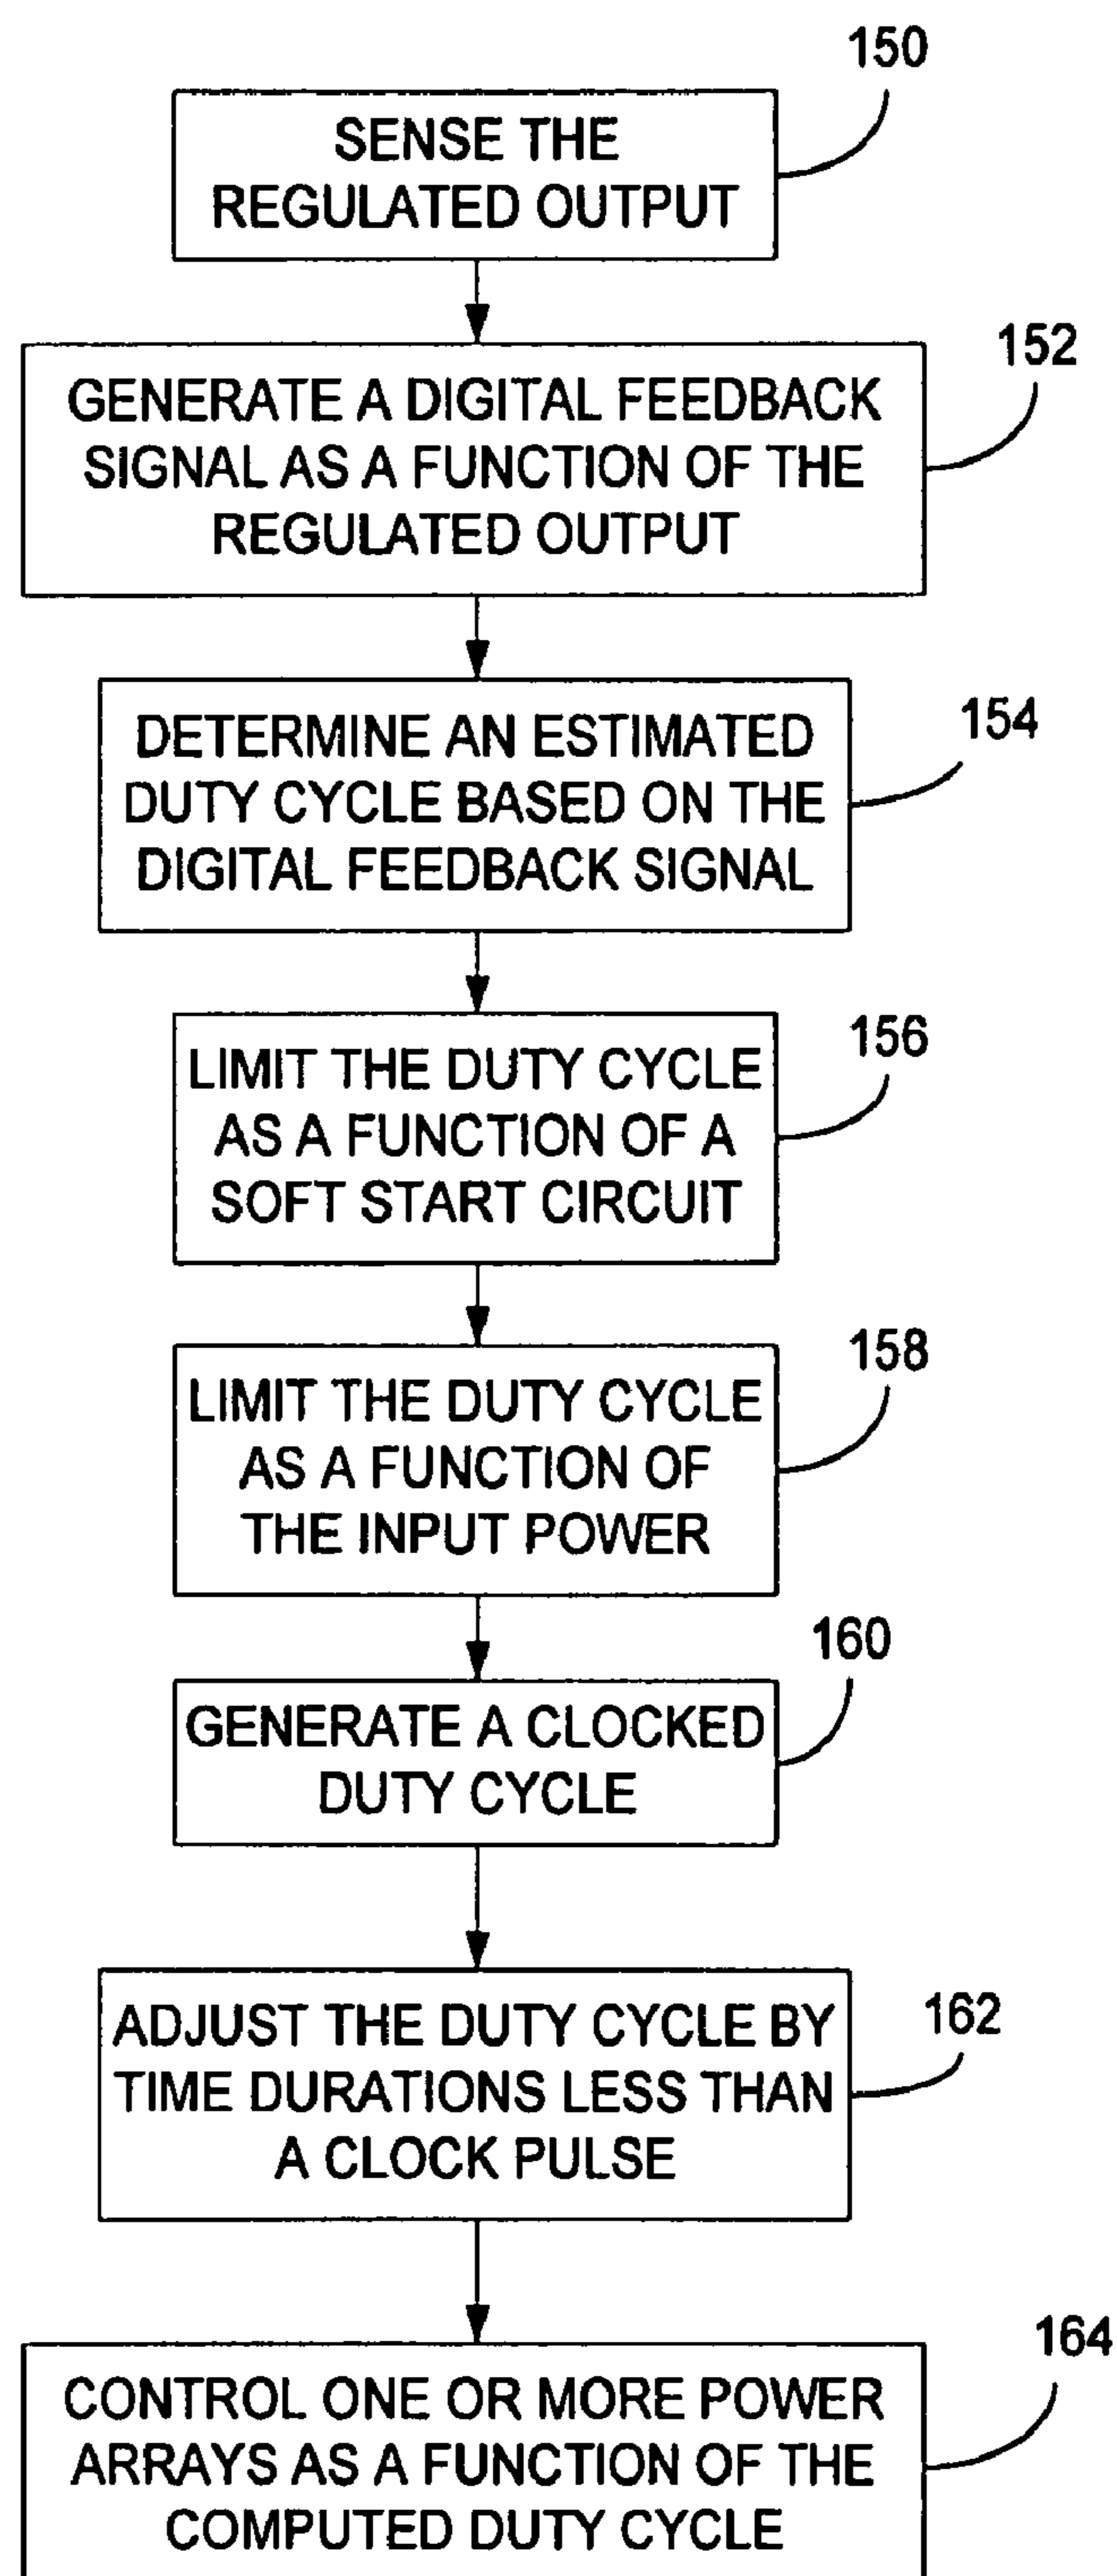 150
SENSE THE
REGULATED OUTPUT
152
GENERATE A DIGITAL FEEDBACK
SIGNAL AS A FUNCTION OF THE
REGULATED OUTPUT
154
DETERMINE AN ESTIMATED
DUTY CYCLE BASED ON THE
DIGITAL FEEDBACK SIGNAL
156
LIMIT THE DUTY CYCLE
AS A FUNCTION OF A
SOFT START CIRCUIT
158
LIMIT THE DUTY CYCLE
AS A FUNCTION OF
THE INPUT POWER
160
GENERATE A CLOCKED
DUTY CYCLE
162
ADJUST THE DUTY CYCLE BY
TIME DURATIONS LESS THAN
A CLOCK PULSE
164
CONTROL ONE OR MORE POWER
ARRAYS AS A FUNCTION OF THE
COMPUTED DUTY CYCLE